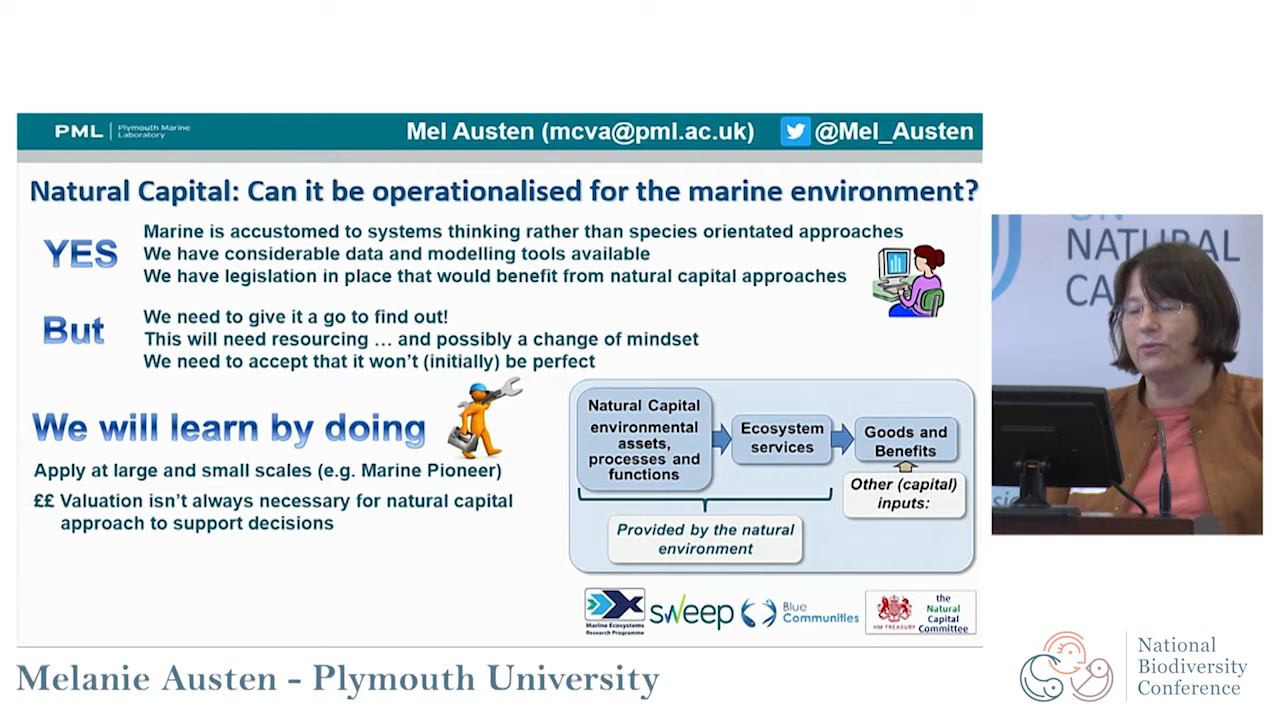 PML | Plymouth Marine
Laboratory
Mel Austen (mcva@pml.ac.uk) @Mel_Austen
Natural Capital: Can it be operationalised for the marine environment?
YES
Marine is accustomed to systems thinking rather than species orientated approaches
We have considerable data and modelling tools available
We have legislation in place that would benefit from natural capital approaches
But
We need to give it a go to find out!
This will need resourcing … and possibly a change of mindset
We need to accept that it won't (initially) be perfect
We will learn by doing
Apply at large and small scales (e.g. Marine Pioneer)
££ Valuation isn't always necessary for natural capital
approach to support decisions
Natural Capital
environmental
assets,
processes and
functions
Ecosystem
services
Goods and
Benefits
Other (capital)
inputs:
Provided by the natural
environment
Marine Ecosystems
Research Programme
sweep
Blue
Communities
HM TREASURY
the
Natural
Capital
Committee
ON
NATURAL
CA
Melanie Austen - Plymouth University
National
Biodiversity
Conference